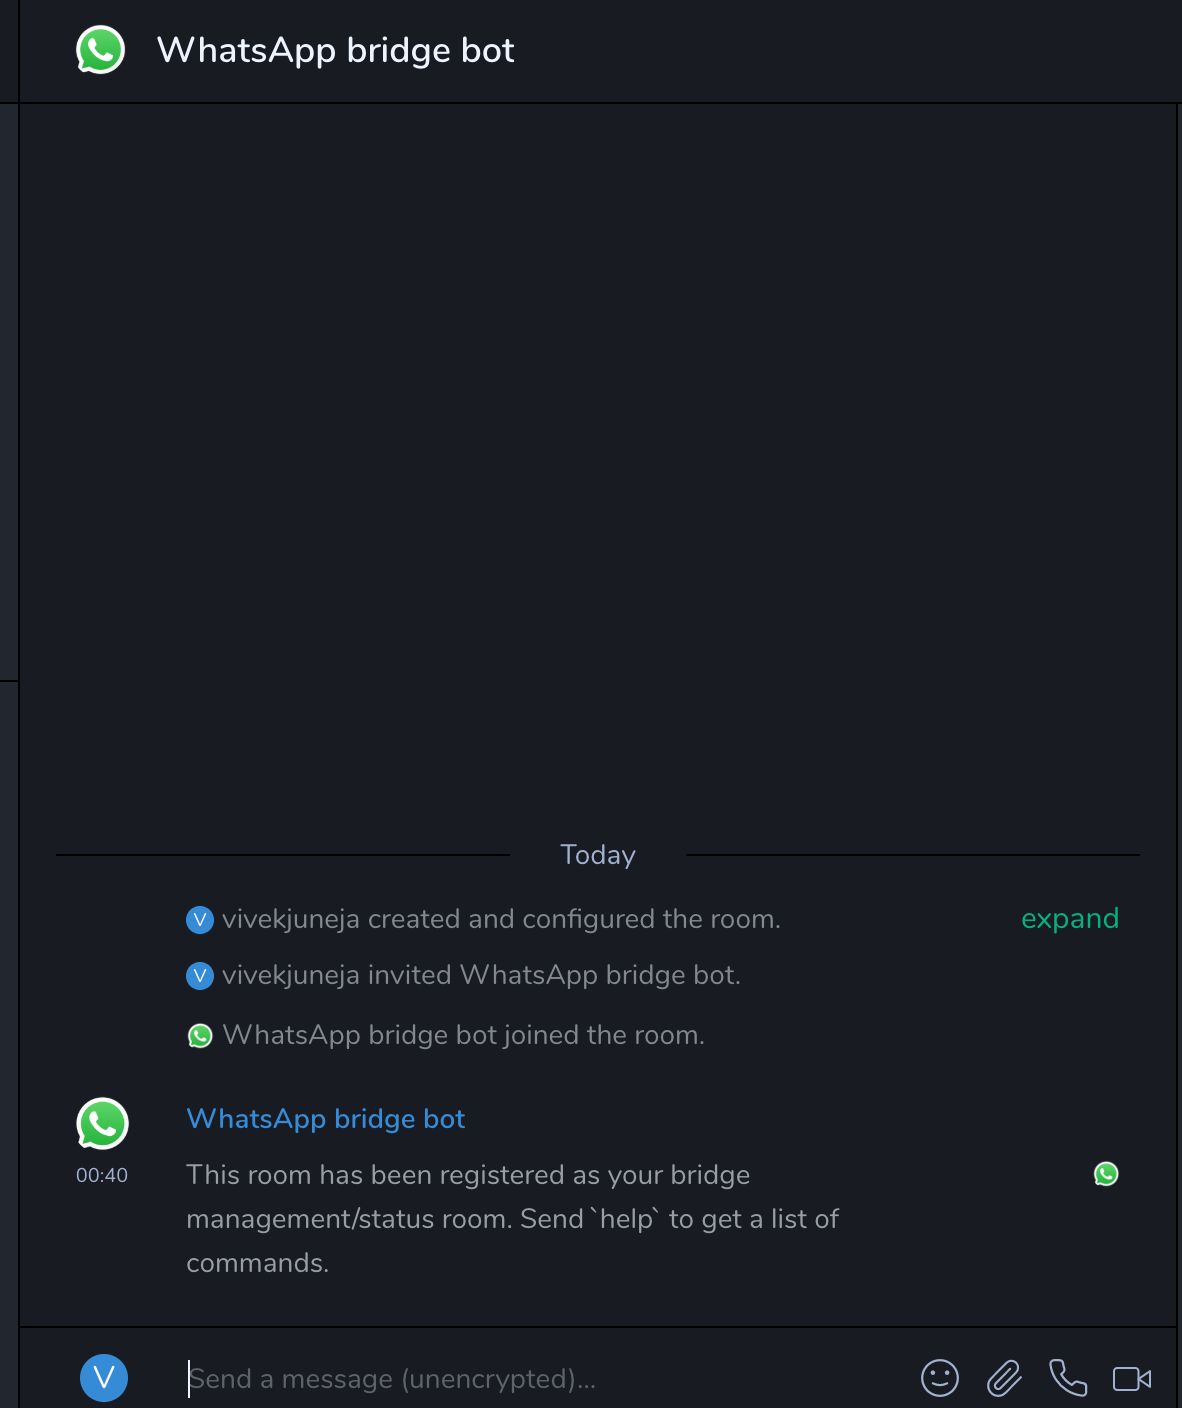 WhatsApp bridge bot
Today
V vivekjuneja created and configured the room. expand
V vivekjuneja invited WhatsApp bridge bot.
WhatsApp bridge bot joined the room.
WhatsApp bridge bot
00:40 This room has been registered as your bridge
management/status room. Send `help` to get a list of
commands.
V Send a message (unencrypted)...